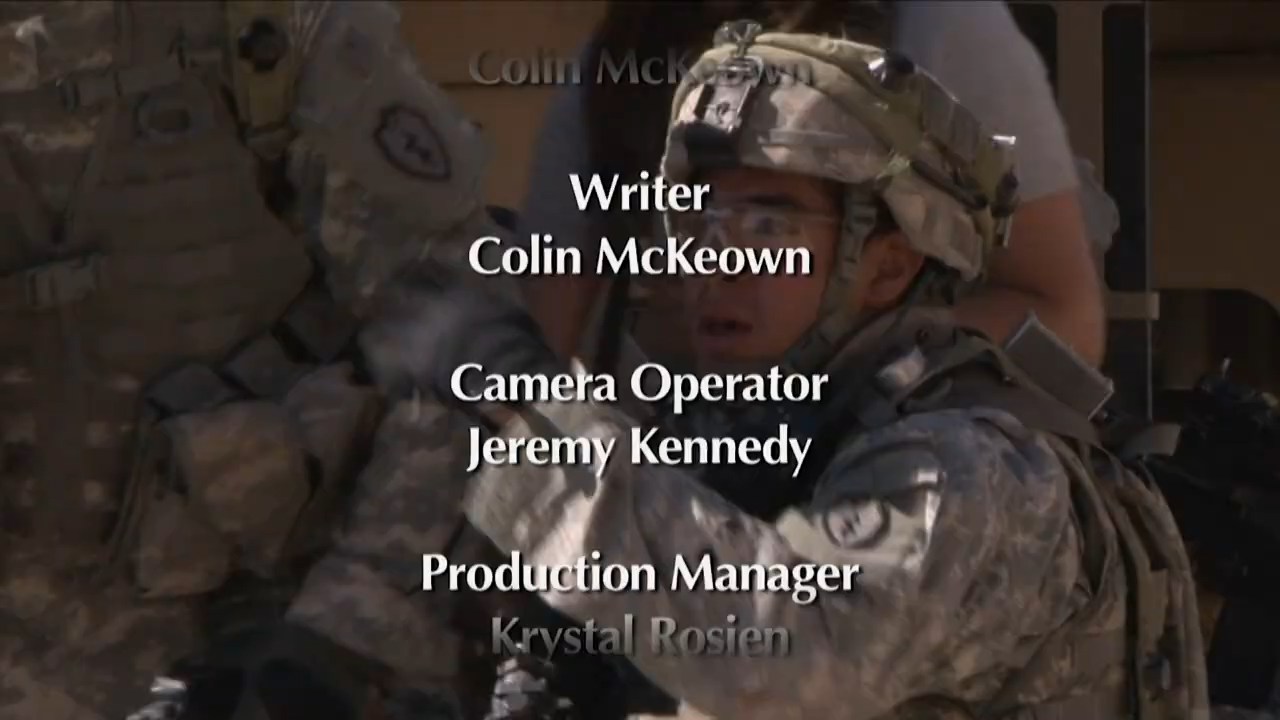 Colin McKeown
Writer
Colin McKeown
Camera Operator
Jeremy Kennedy
Production Manager
Krystal Rosien